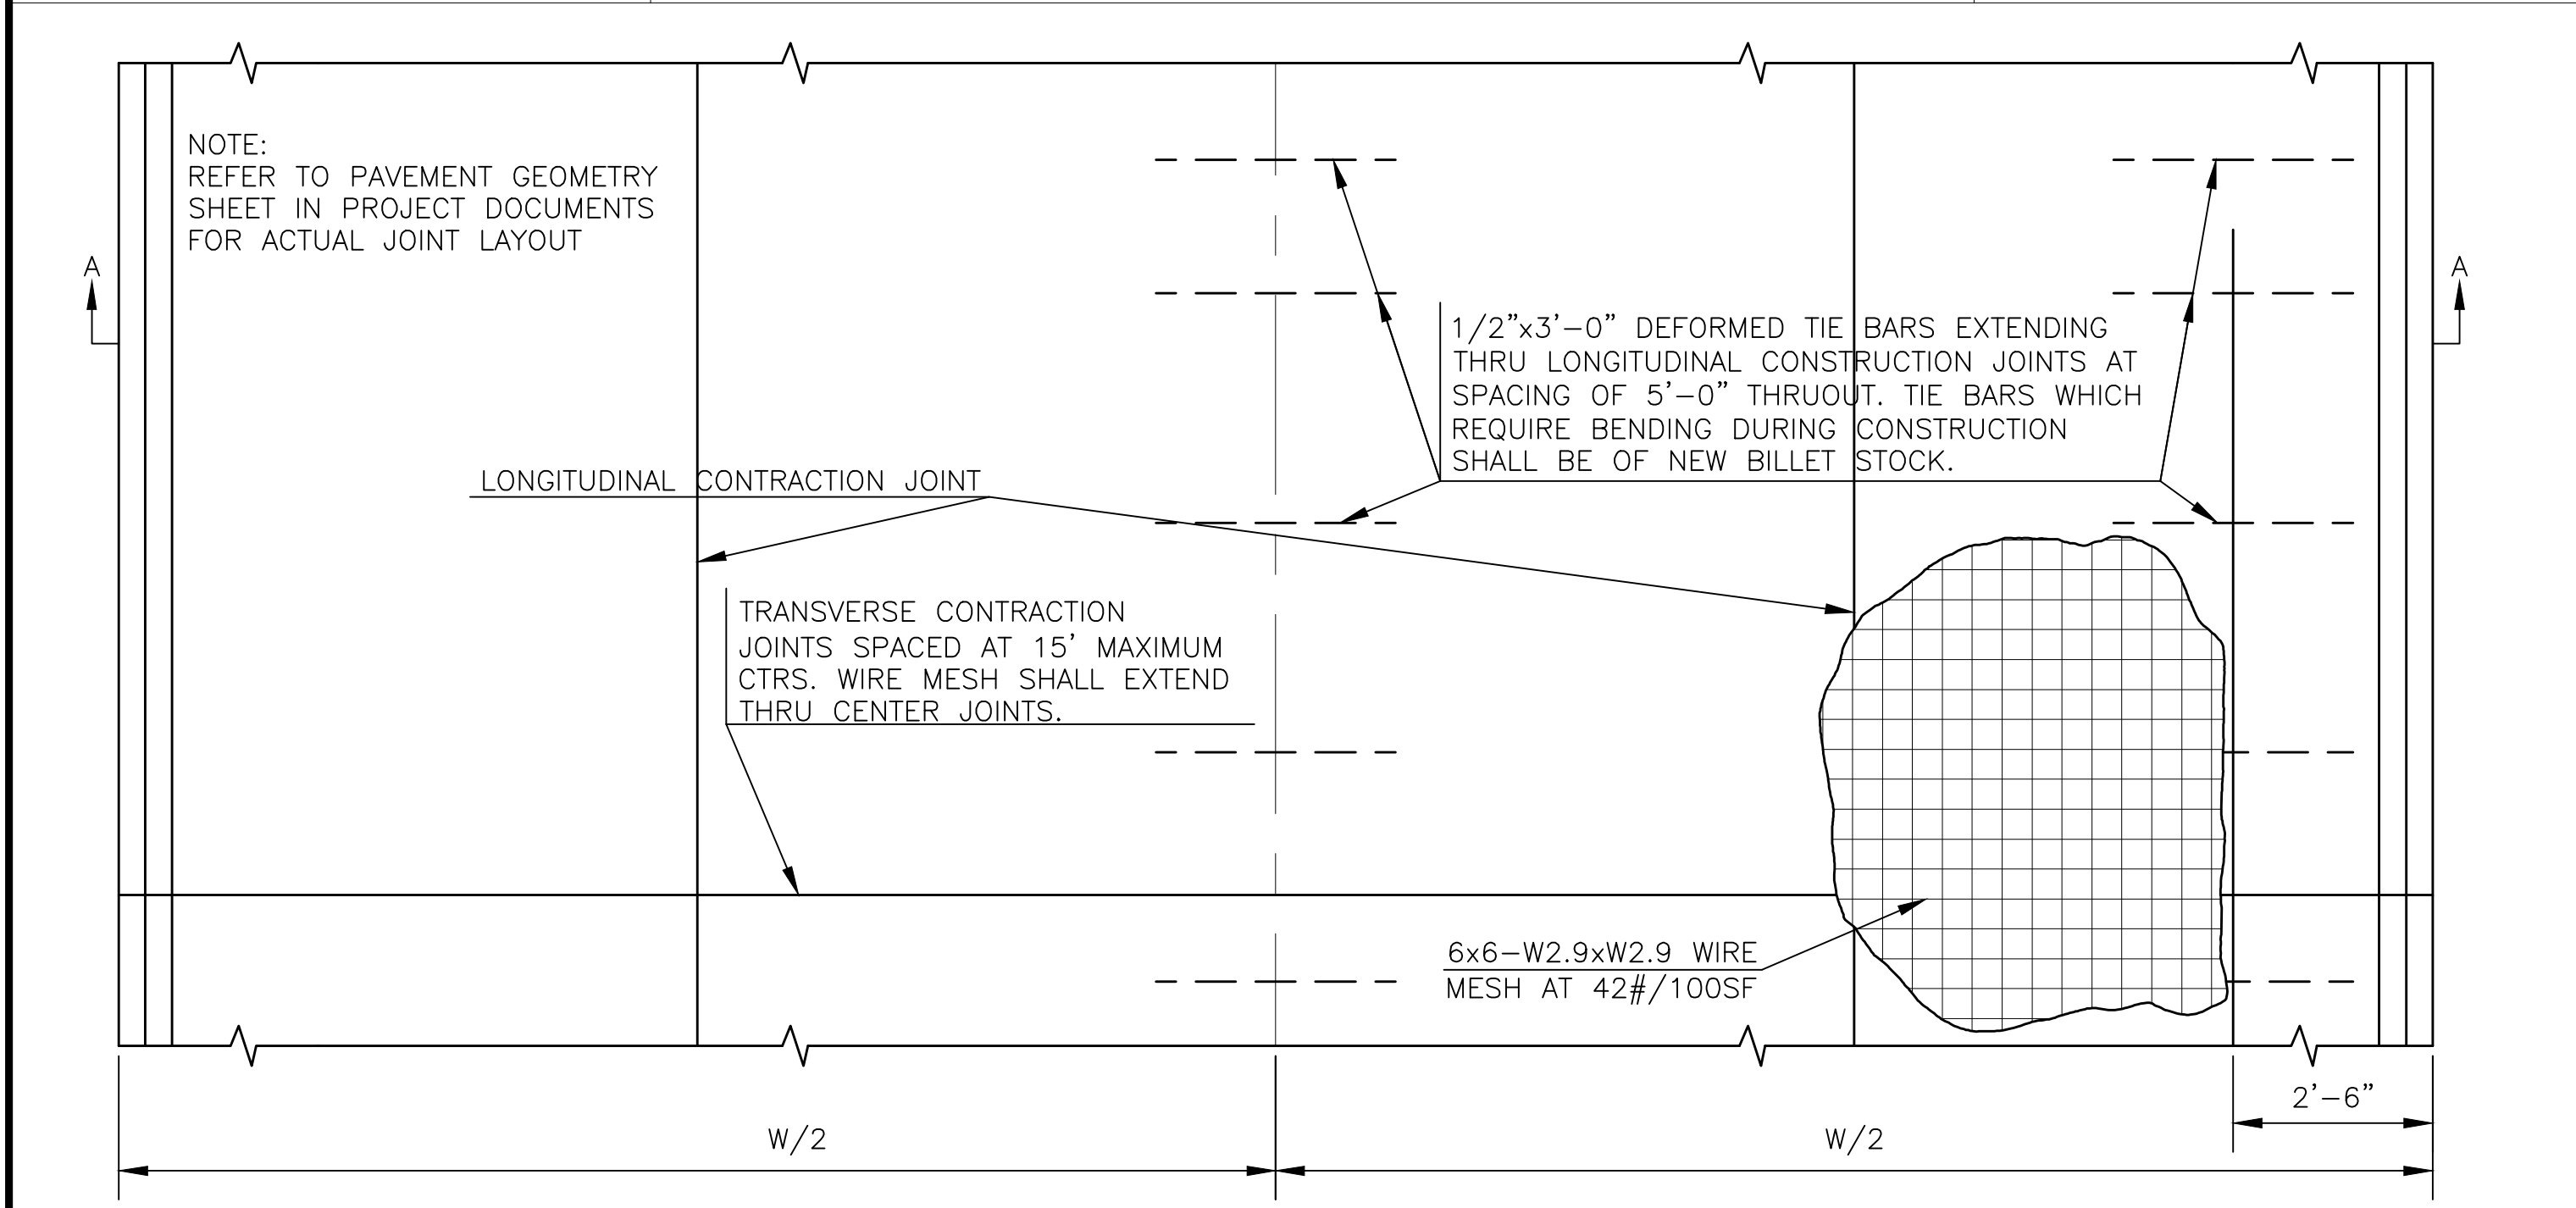 NOTE:
REFER TO PAVEMENT GEOMETRY
SHEET IN PROJECT DOCUMENTS
FOR ACTUAL JOINT LAYOUT
A
A
1/2"x3'-0" DEFORMED TIE BARS EXTENDING
THRU LONGITUDINAL CONSTRUCTION JOINTS AT
SPACING OF 5'-0" THRUOUT. TIE BARS WHICH
REQUIRE BENDING DURING CONSTRUCTION
SHALL BE OF NEW BILLET STOCK.
LONGITUDINAL CONTRACTION JOINT
TRANSVERSE CONTRACTION
JOINTS SPACED AT 15' MAXIMUM
CTRS. WIRE MESH SHALL EXTEND
THRU CENTER JOINTS.
6x6-W2.9xW2.9 WIRE
MESH AT 42#/100SF
2'-6"
W/2
W/2